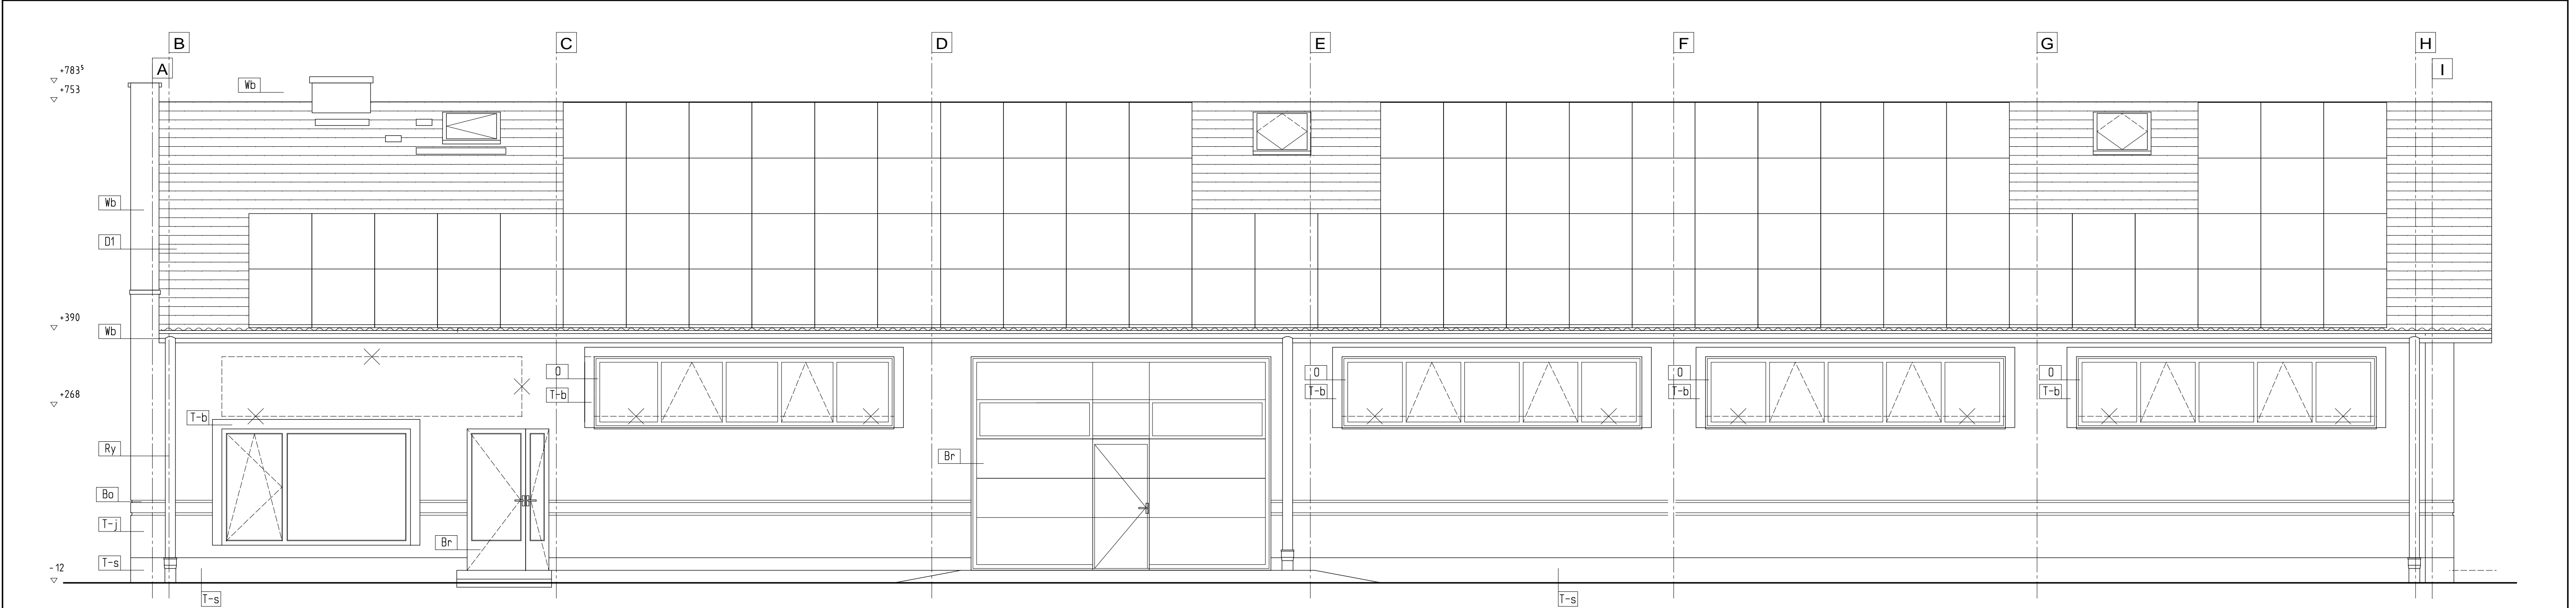 B
C
D
E
F
G
H
A
I
+783⁵
+753
Wb
Wb
D1
+390
Wb
O
O
O
O
T-b
T-b
T-b
T-b
+268
T-b
Ry
Br
Bo
T-j
Br
T-s
-12
T-s
T-s